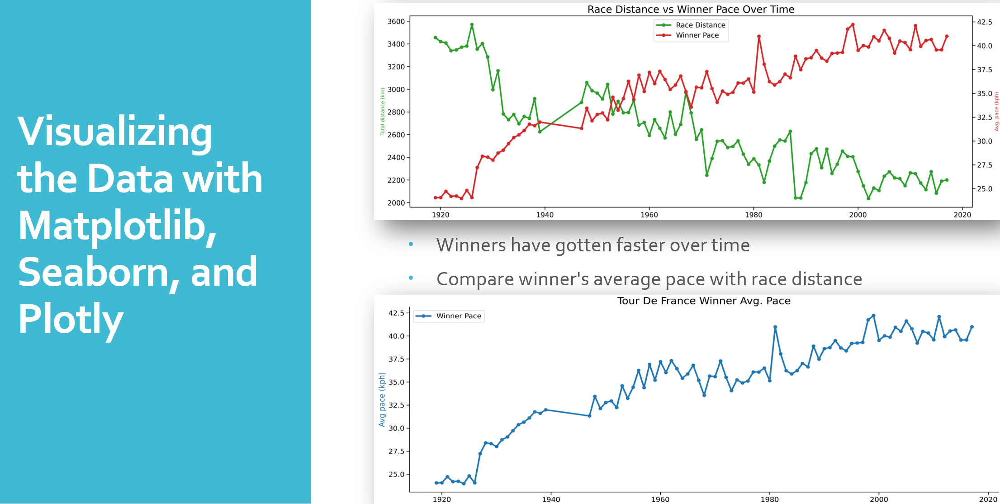 Visualizing
the Data with
Matplotlib,
Seaborn, and
Plotly
Race Distance vs Winner Pace Over Time
Race Distance
Winner Pace
3600
3400
3200
3000
2800
2600
2400
2200
2000
Total distance (km)
42.5
40.0
37.5
35.0
32.5
30.0
27.5
25.0
Avg. pace (kph)
1920 1940 1960 1980 2000 2020
• Winners have gotten faster over time
• Compare winner's average pace with race distance
Tour De France Winner Avg. Pace
Winner Pace
42.5
40.0
37.5
35.0
32.5
30.0
27.5
25.0
Avg pace (kph)
1920 1940 1960 1980 2000 2020